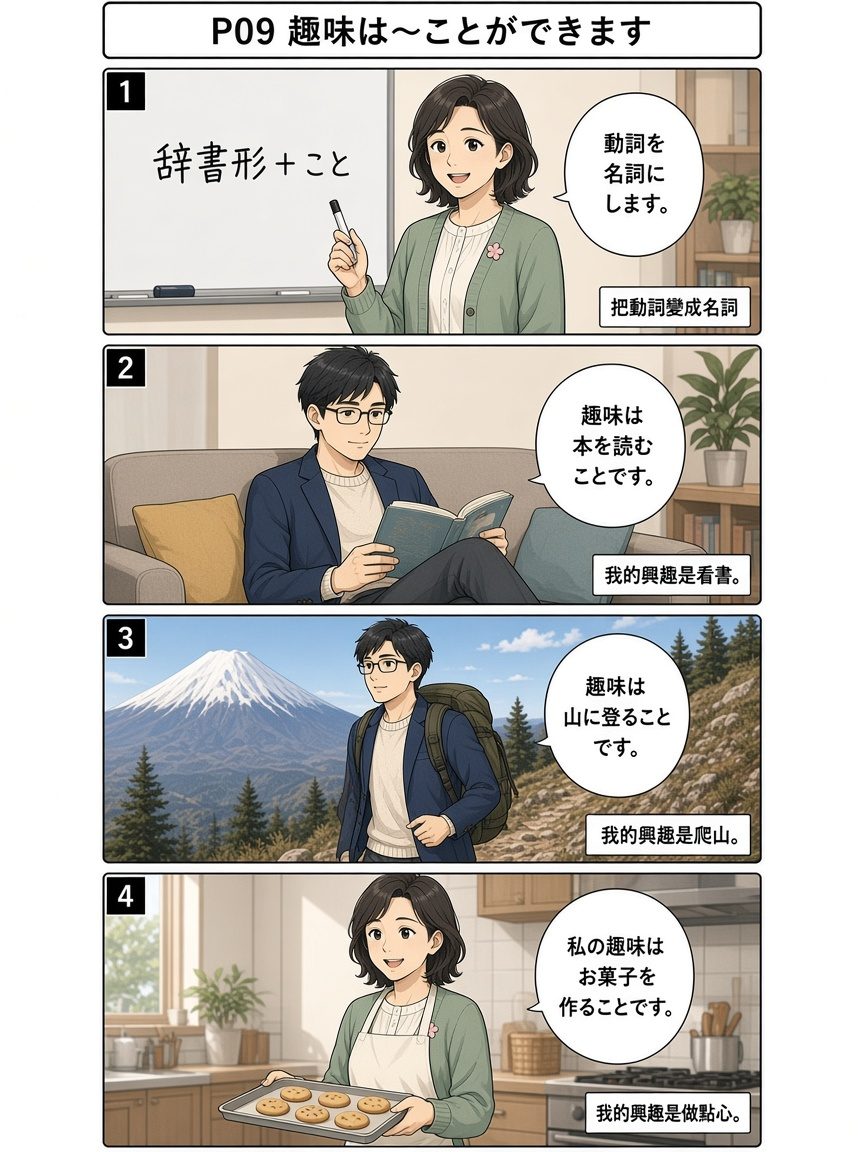 P09 趣味は～ことができます
1
辞書形＋こと
動詞を
名詞に
します。
把動詞變成名詞
2
趣味は
本を読む
ことです。
我的興趣是看書。
3
趣味は
山に登ること
です。
我的興趣是爬山。
4
私の趣味は
お菓子を
作ることです。
我的興趣是做點心。